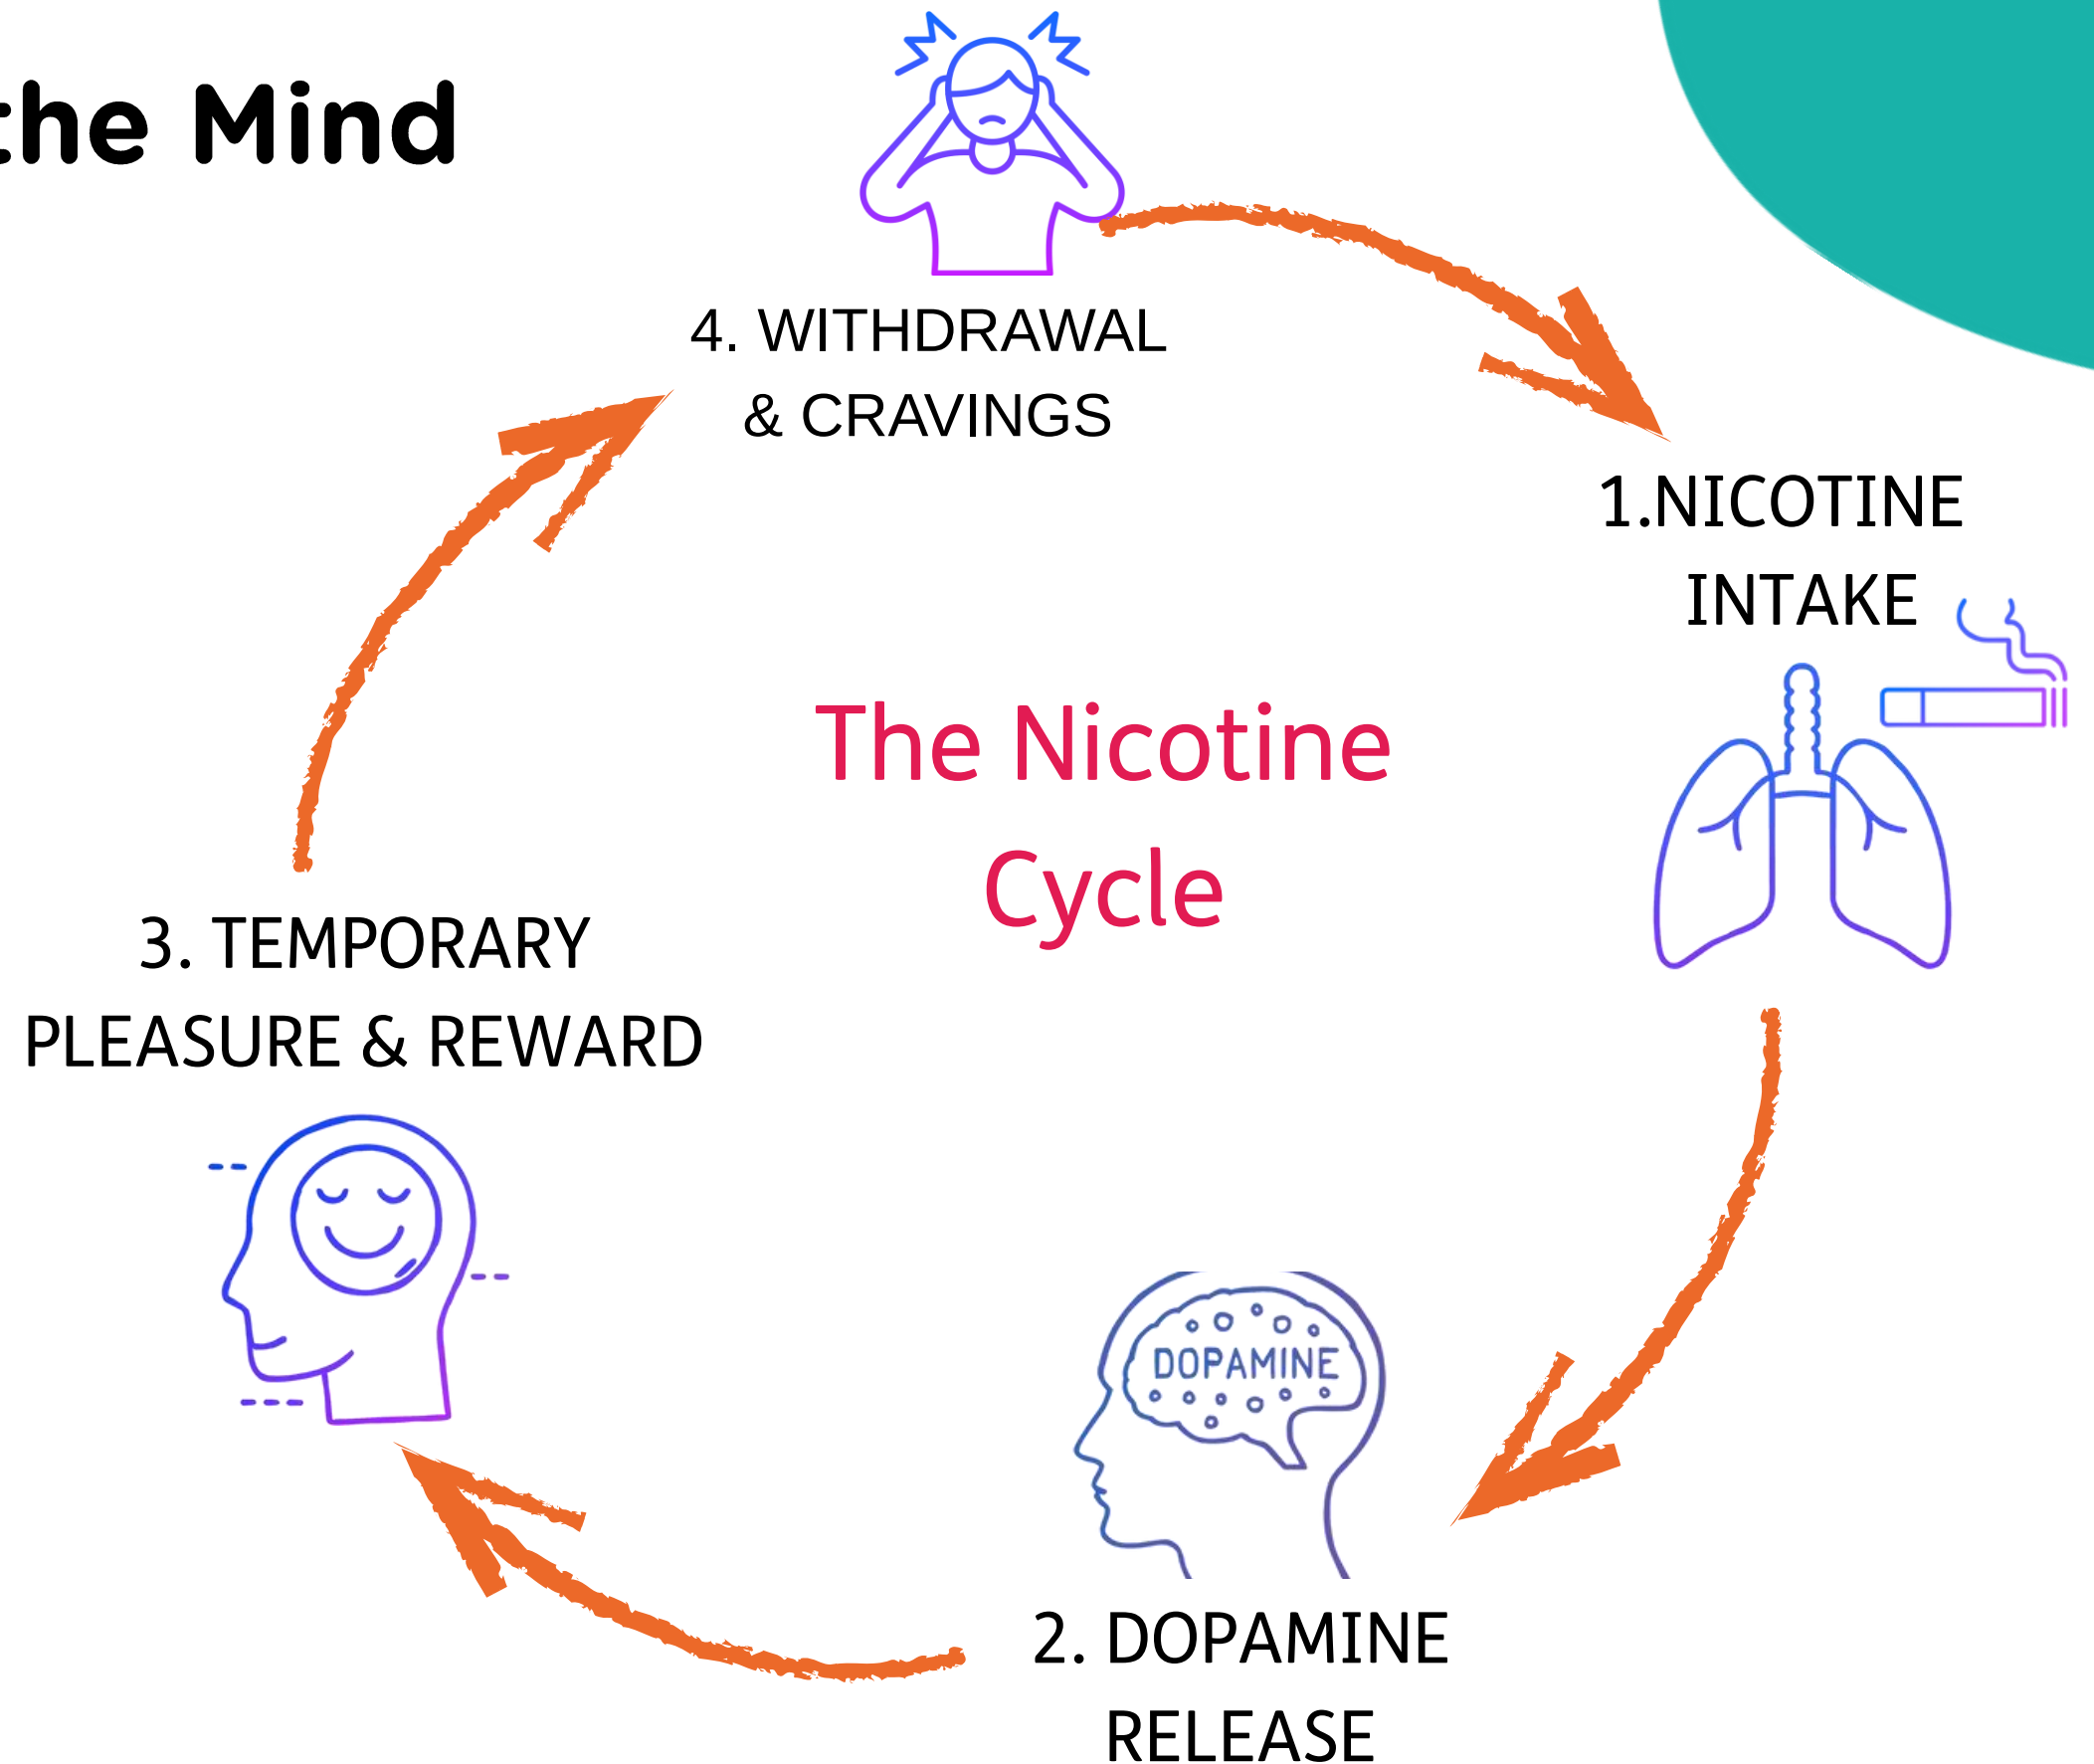 the Mind
4. WITHDRAWAL
& CRAVINGS
1.NICOTINE
INTAKE
The Nicotine
Cycle
3. TEMPORARY
PLEASURE & REWARD
DOPAMINE
2. DOPAMINE
RELEASE